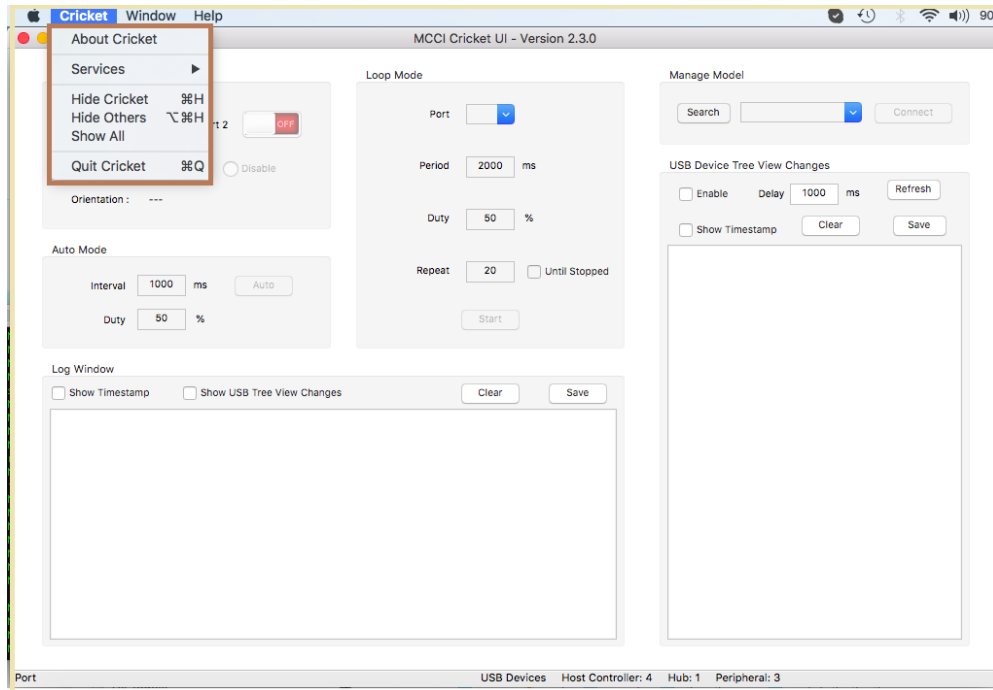 Cricket Window Help 90
MCCI Cricket UI - Version 2.3.0
About Cricket
Services
Hide Cricket ⌘H
Hide Others ⌥⌘H
Show All
Quit Cricket ⌘Q
2 OFF
Disable
Orientation : ---
Auto Mode
Interval 1000 ms Auto
Duty 50 %
Loop Mode
Port
Period 2000 ms
Duty 50 %
Repeat 20 Until Stopped
Start
Manage Model
Search Connect
USB Device Tree View Changes
Enable Delay 1000 ms Refresh
Show Timestamp Clear Save
Log Window
Show Timestamp Show USB Tree View Changes Clear Save
Port USB Devices Host Controller: 4 Hub: 1 Peripheral: 3